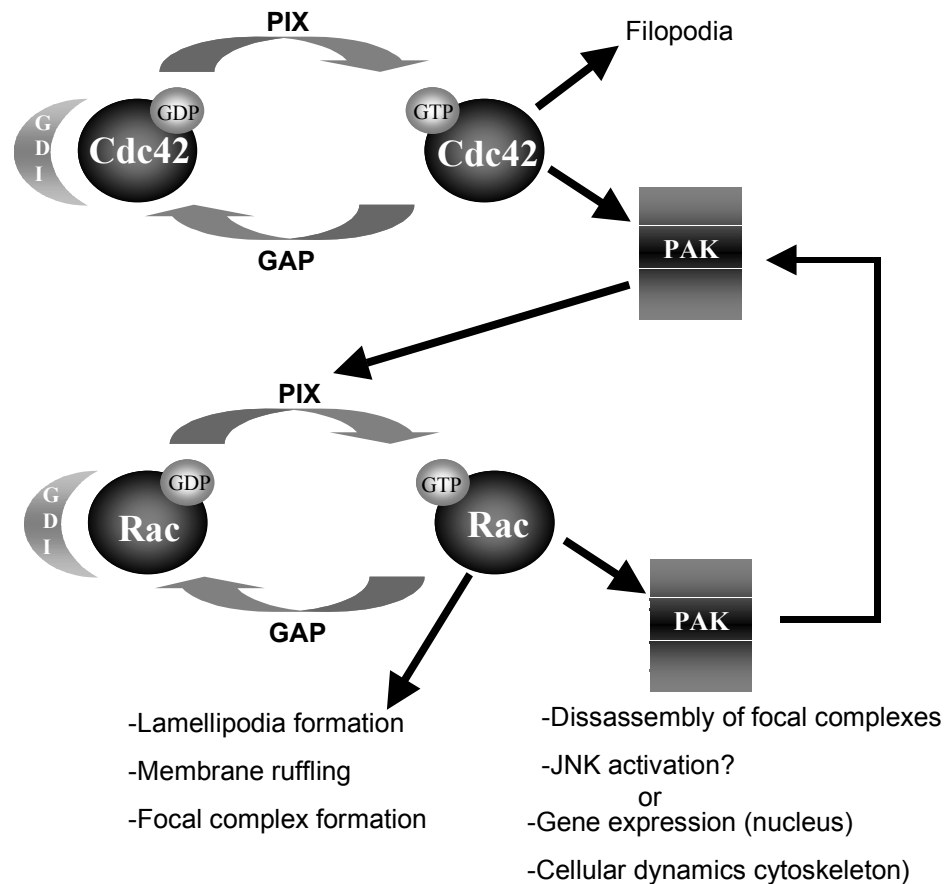 PIX
Filopodia
GDP
GTP
G
D
I
Cdc42
Cdc42
PAK
GAP
PIX
GDP
GTP
G
D
I
Rac
Rac
GAP
PAK
-Lamellipodia formation
-Membrane ruffling
-Focal complex formation
-Dissassembly of focal complexes
-JNK activation?
or
-Gene expression (nucleus)
-Cellular dynamics cytoskeleton)